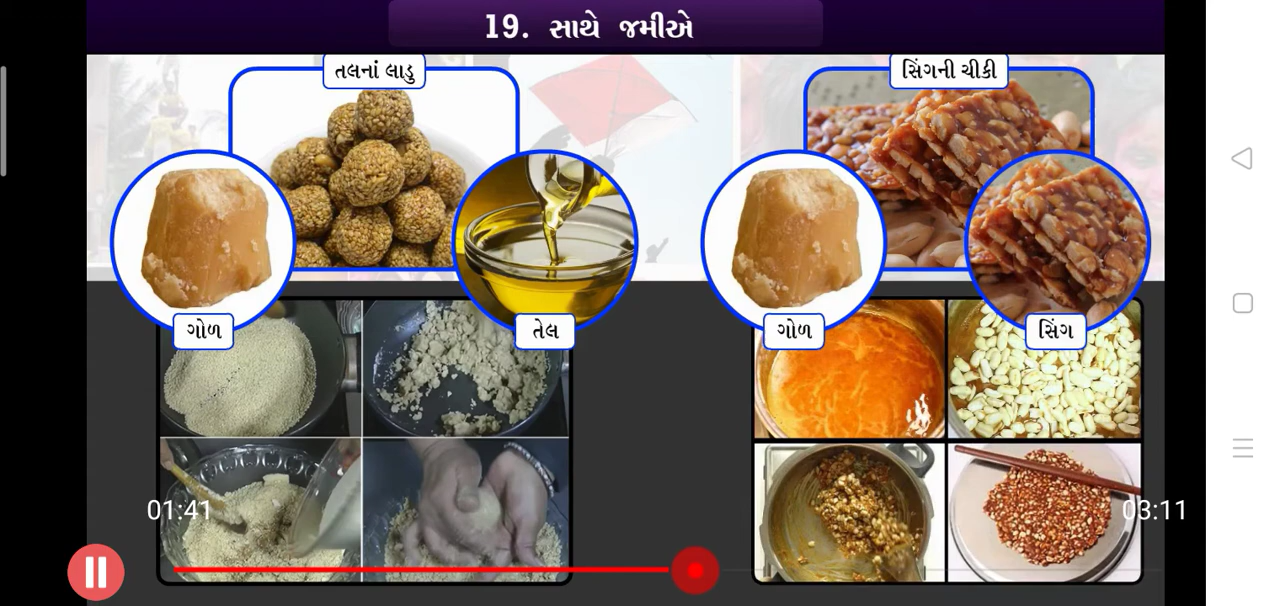 19. સાથે જમીએ
તલનાં લાડુ
સિંગની ચીકી
ગોળ
તેલ
ગોળ
સિંગ
01:41
03:11